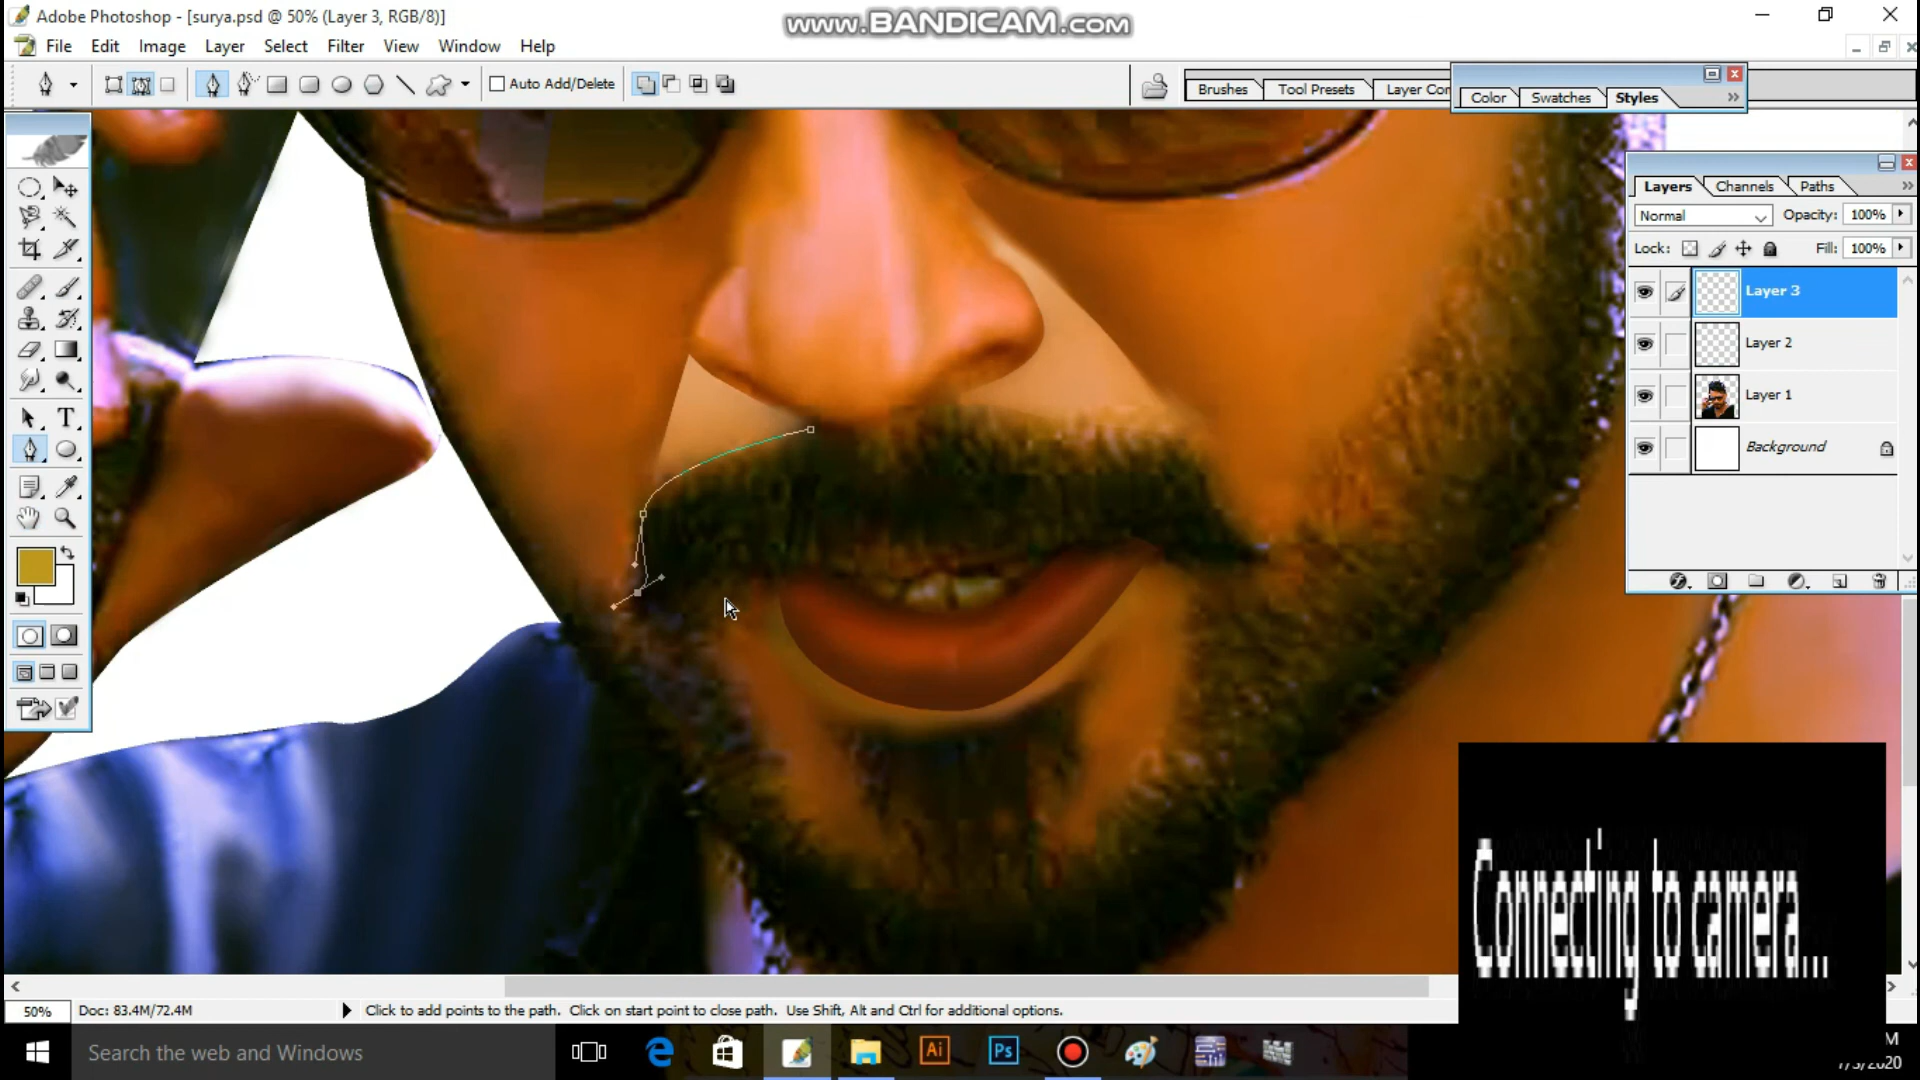 Adobe Photoshop - [surya.psd @ 50% (Layer 3, RGB/8)]
www.BANDICAM.com
File Edit Image Layer Select Filter View Window Help
Auto Add/Delete
Brushes Tool Presets Layer Con
Color Swatches Styles
Layers Channels Paths
Normal Opacity: 100%
Lock: Fill: 100%
Layer 3
Layer 2
Layer 1
Background
T
Connecting to camera...
50% Doc: 83.4M/72.4M Click to add points to the path. Click on start point to close path. Use Shift, Alt and Ctrl for additional options.
Search the web and Windows
Ai
Ps
M